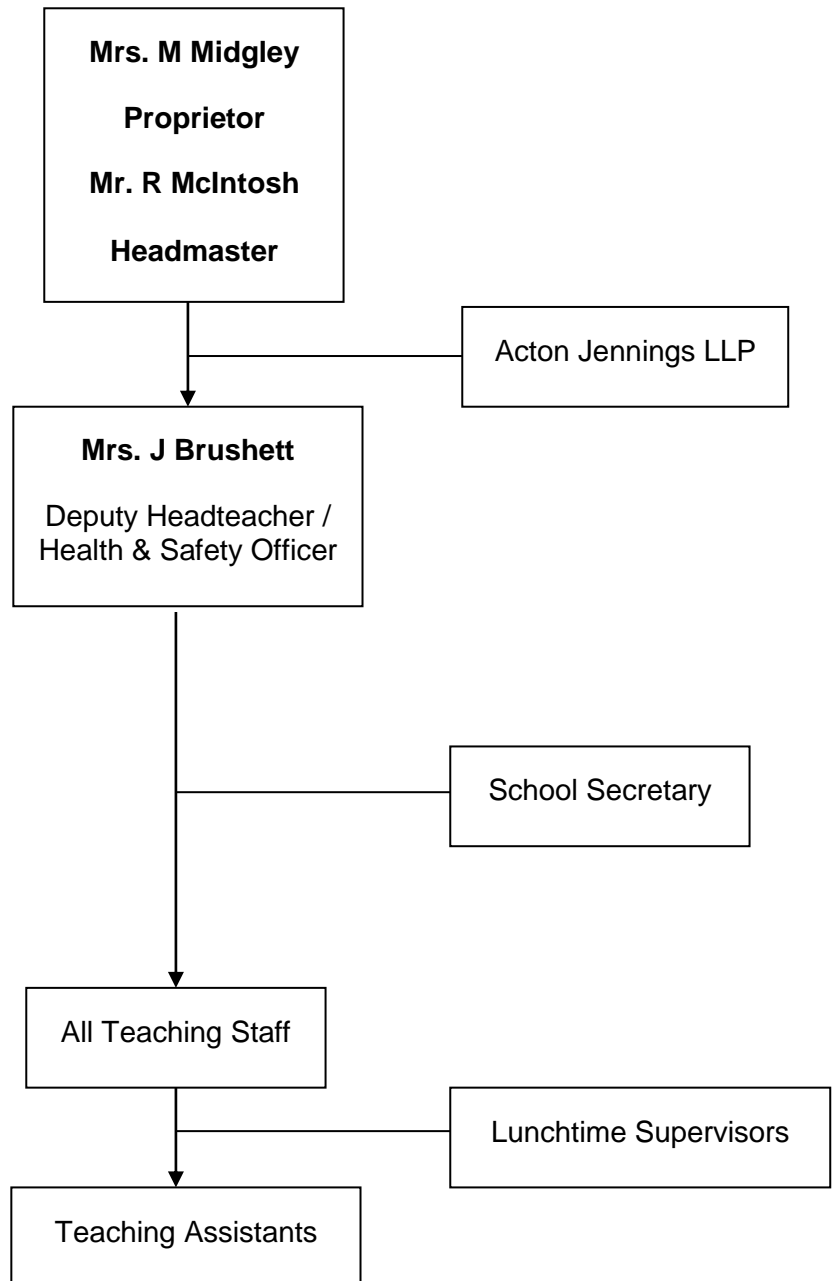 Mrs. M Midgley
Proprietor
Mr. R McIntosh
Headmaster
Acton Jennings LLP
Mrs. J Brushett
Deputy Headteacher /
Health & Safety Officer
School Secretary
All Teaching Staff
Lunchtime Supervisors
Teaching Assistants